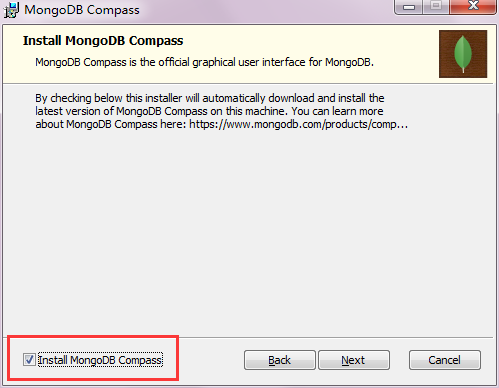 MongoDB Compass
Install MongoDB Compass
MongoDB Compass is the official graphical user interface for MongoDB.
By checking below this installer will automatically download and install the
latest version of MongoDB Compass on this machine. You can learn more
about MongoDB Compass here: https://www.mongodb.com/products/comp...
Install MongoDB Compass
Back
Next
Cancel